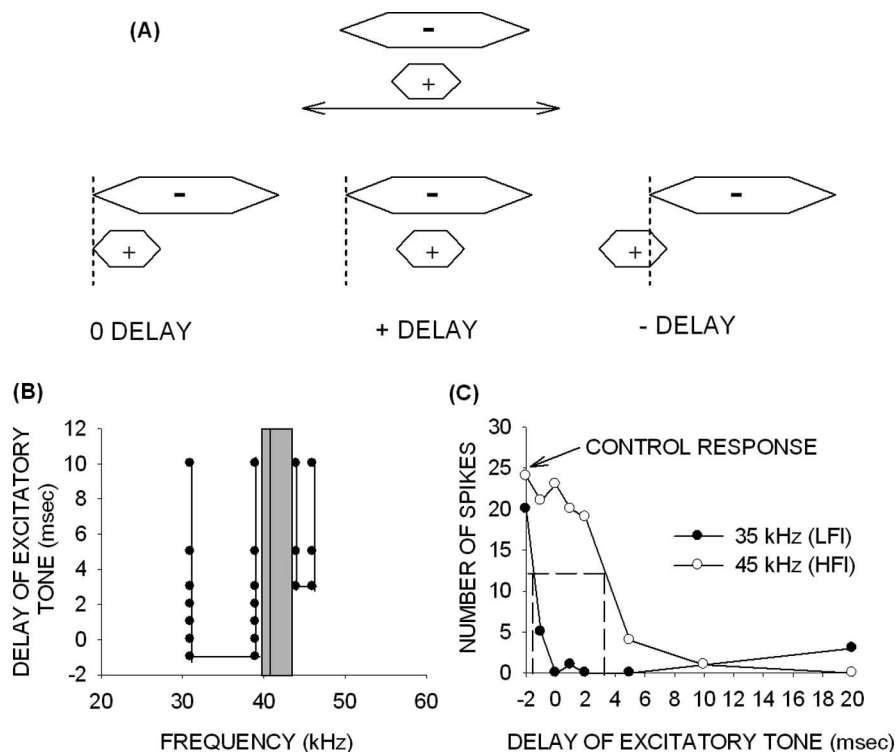 (A)
-
+
-
+
-
+
-
+
0 DELAY
+ DELAY
- DELAY
(B)
DELAY OF EXCITATORY
TONE (msec)
12
10
8
6
4
2
0
-2
20 30 40 50 60
FREQUENCY (kHz)
(C)
NUMBER OF SPIKES
30
25
20
15
10
5
0
CONTROL RESPONSE
35 kHz (LFI)
45 kHz (HFI)
-2 0 2 4 6 8 10 12 14 16 18 20
DELAY OF EXCITATORY TONE (msec)